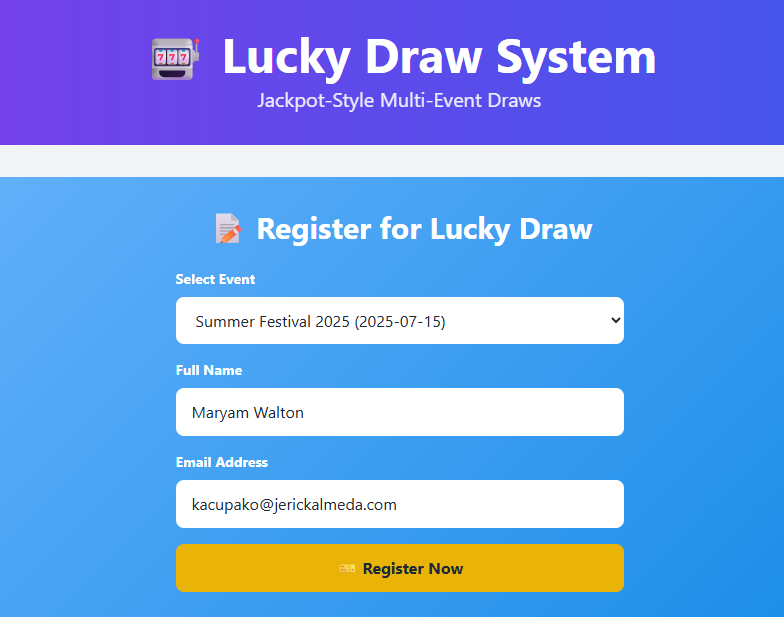 Lucky Draw System
Jackpot-Style Multi-Event Draws
Register for Lucky Draw
Select Event
Summer Festival 2025 (2025-07-15)
Full Name
Maryam Walton
Email Address
kacupako@jerickalmeda.com
Register Now